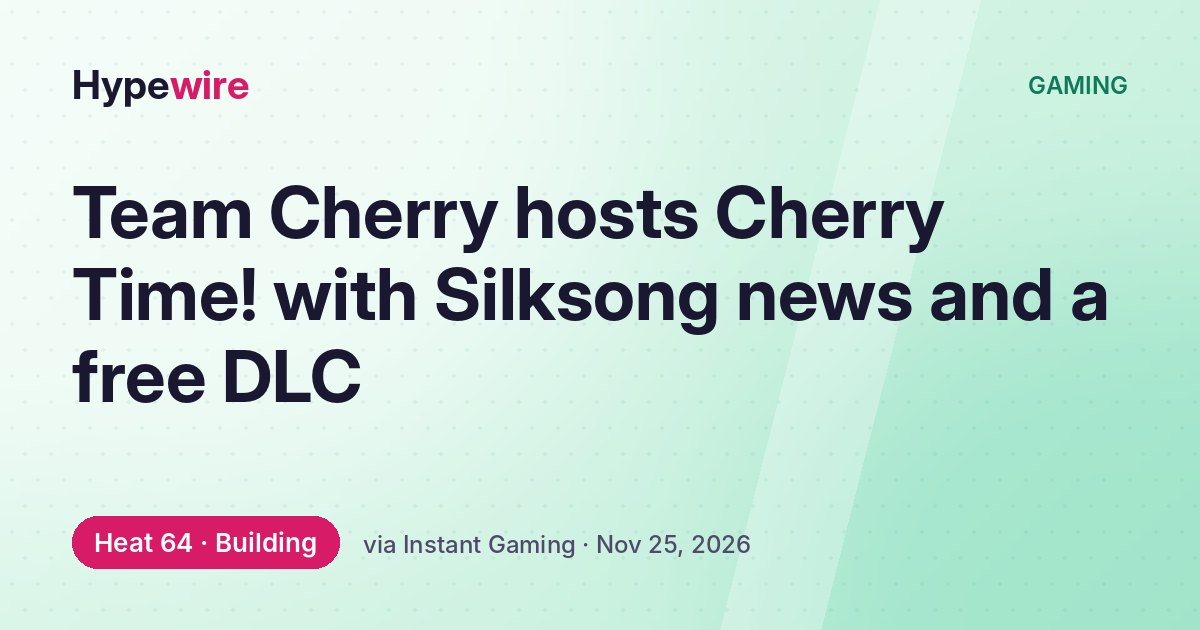 Hypewire
GAMING
Team Cherry hosts Cherry
Time! with Silksong news and a
free DLC
Heat 64 · Building
via Instant Gaming · Nov 25, 2026